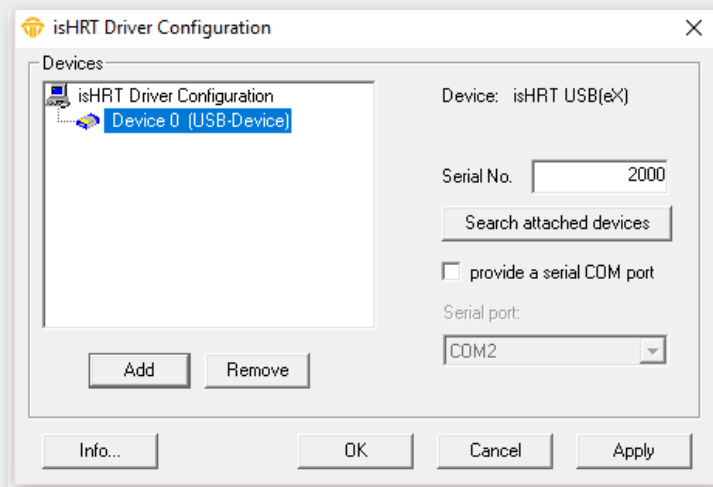 isHRT Driver Configuration
Devices
isHRT Driver Configuration
Device 0 (USB-Device)
Device: isHRT USB(eX)
Serial No. 2000
Search attached devices
provide a serial COM port
Serial port:
COM2
Add Remove
Info... OK Cancel Apply